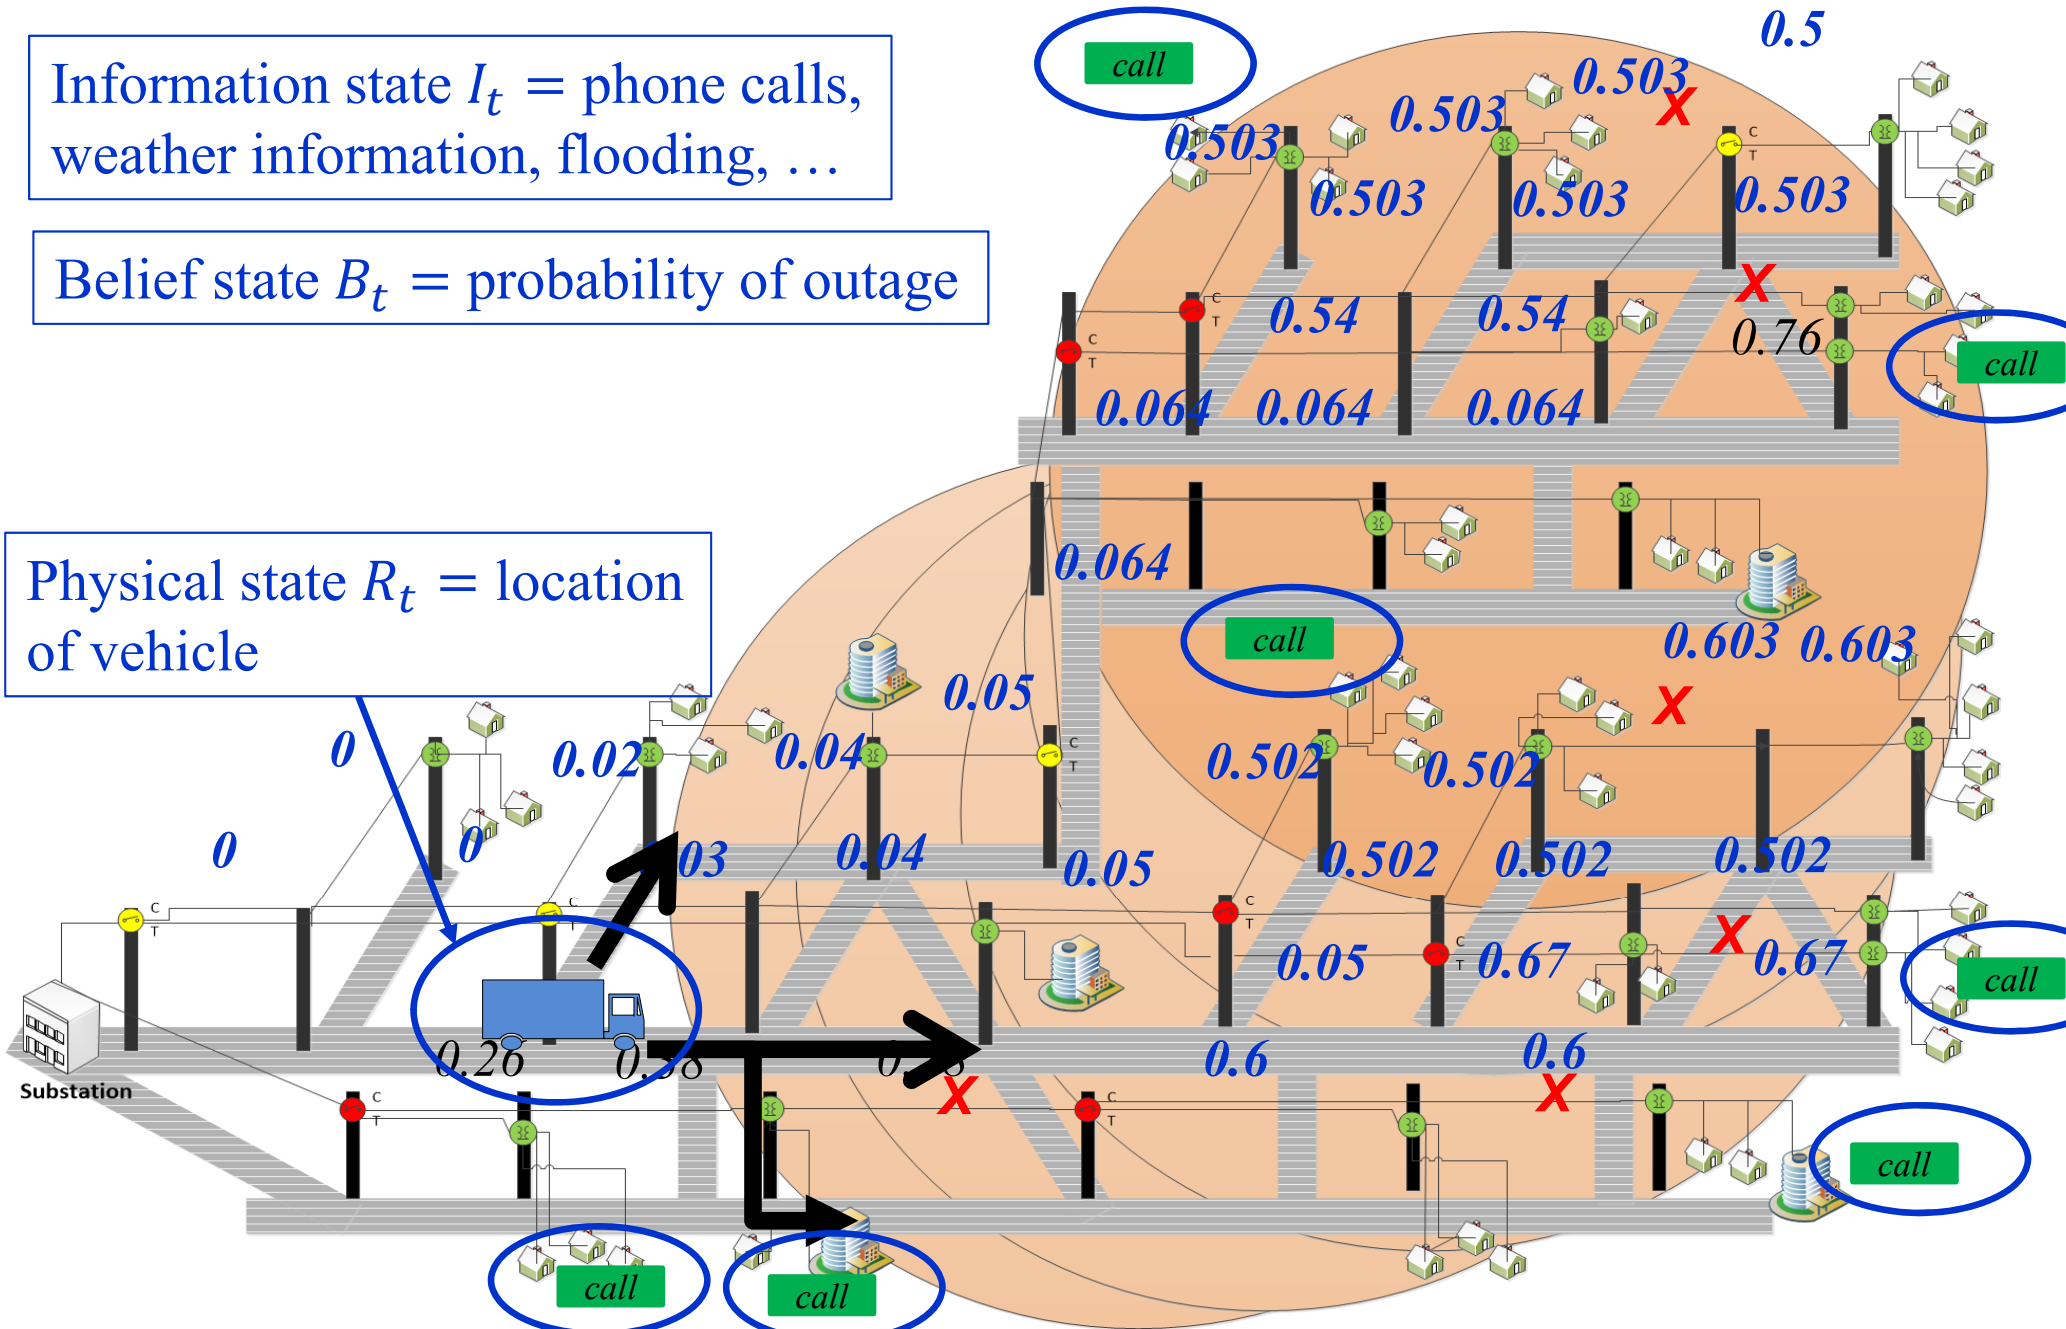 Information state I_t = phone calls,
weather information, flooding, …
Belief state B_t = probability of outage
Physical state R_t = location
of vehicle
call
0.5
0.503
0.503
0.503
C
T
0.503
0.503
0.503
C
T
0.54
0.54
0.76
C
T
call
0.064
0.064
0.064
0.064
call
0.603
0.603
0.05
C
T
0
0.02
0.04
0.502
0.502
0
0
03
0.04
0.05
0.502
0.502
0.502
C
T
C
T
C
T
0.05
C
T
0.67
0.67
call
Substation
0.26
0.6
0.6
C
T
C
T
call
call
call
X
X
X
X
X
X